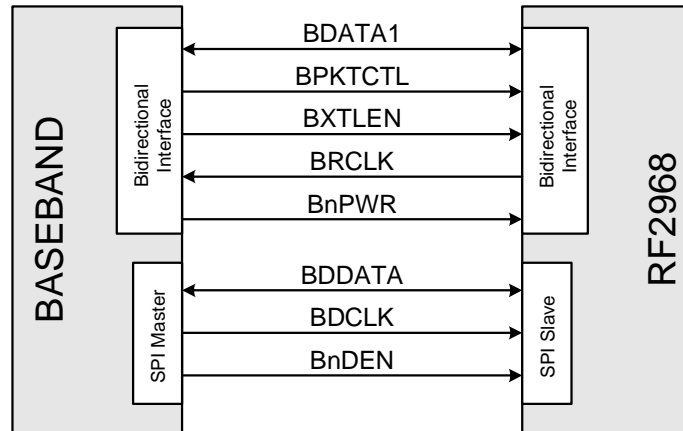 BASEBAND
Bidirectional
Interface
SPI Master
BDATA1
BPKTCTL
BXTLEN
BRCLK
BnPWR
BDDATA
BDCLK
BnDEN
Bidirectional
Interface
SPI Slave
RF2968